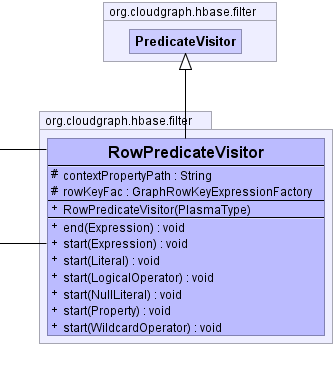 org.cloudgraph.hbase.filter
PredicateVisitor
org.cloudgraph.hbase.filter
RowPredicateVisitor
# contextPropertyPath : String
# rowKeyFac : GraphRowKeyExpressionFactory
+ RowPredicateVisitor(PlasmaType)
+ end(Expression) : void
+ start(Expression) : void
+ start(Literal) : void
+ start(LogicalOperator) : void
+ start(NullLiteral) : void
+ start(Property) : void
+ start(WildcardOperator) : void